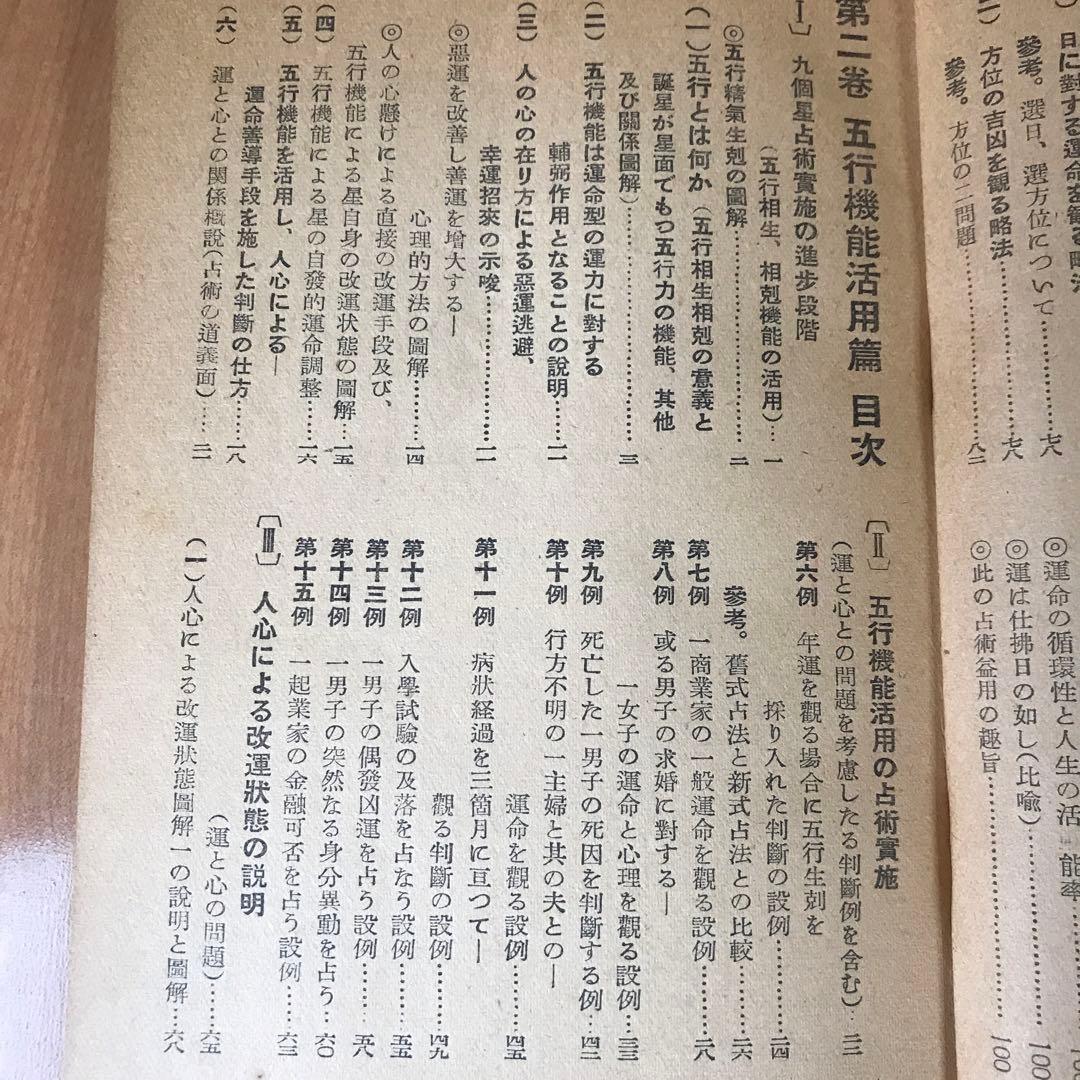 日に對する運命を観る略法
參考。選日、選方位について…………七八
方位の吉凶を観る略法…………七八
參考。方位の二問題…………八二
◎運命の循環性と人生の活
◎運は仕拂日の如し(比喩)…………100
◎此の占術益用の趣旨…………100
第二卷 五行機能活用篇 目次
〔Ⅰ〕 九個星占術實施の進步段階
(五行相生、相剋機能の活用)…一
◎五行精氣生剋の圖解…………二
(一)五行とは何か(五行相生相剋の意義と
誕星が星面でもつ五行力の機能、其他
及び關係圖解)…………三
(二) 五行機能は運命型の運力に對する
輔弼作用となることの說明…………一一
(三) 人の心の在り方による惡運逃避、
幸運招來の示唆…………一一
◎惡運を改善し善運を增大する―
心理的方法の圖解…………一四
◎人の心懸けによる直接の改運手段及び、
五行機能による星自身の改運状態の圖解…一五
(四) 五行機能による星の自發的運命調整……一六
(五) 五行機能を活用し、人心による―
運命善導手段を施した判斷の仕方……一八
(六) 運と心との関係概說(占術の道義面)……二一
〔Ⅱ〕 五行機能活用の占術實施
(運と心との問題を考慮したる判斷例を含む)…二三
第六例 年運を觀る場合に五行生剋を
採り入れた判斷の設例…………二四
參考。舊式占法と新式占法との比較……二六
第七例 一商業家の一般運命を觀る設例……二八
第八例 或る男子の求婚に對する―
一女子の運命と心理を觀る設例…三三
第九例 死亡した一男子の死因を判斷する例…四二
第十例 行方不明の一主婦と其の夫との―
運命を觀る設例…………四五
第十一例 病狀経過を三箇月に亘つて―
觀る判斷の設例…………四九
第十二例 入學試驗の及落を占なう設例……五五
第十三例 一男子の偶發凶運を占う設例……五八
第十四例 一男子の突然なる身分異動を占う…六〇
第十五例 一起業家の金融可否を占う設例……六三
〔Ⅲ〕 人心による改運狀態の説明
(運と心の問題)……六五
(一)人心による改運狀態圖解一の說明と圖解…六八